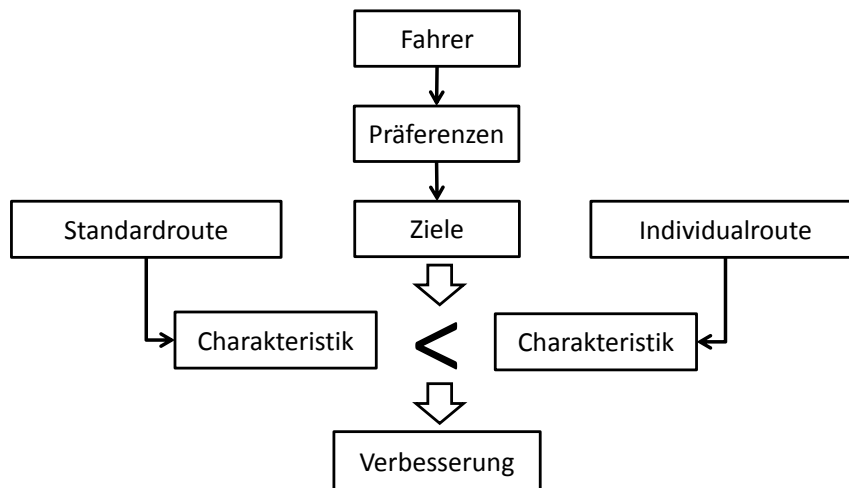 Fahrer
Präferenzen
Standardroute
Ziele
Individualroute
Charakteristik
<
Charakteristik
Verbesserung